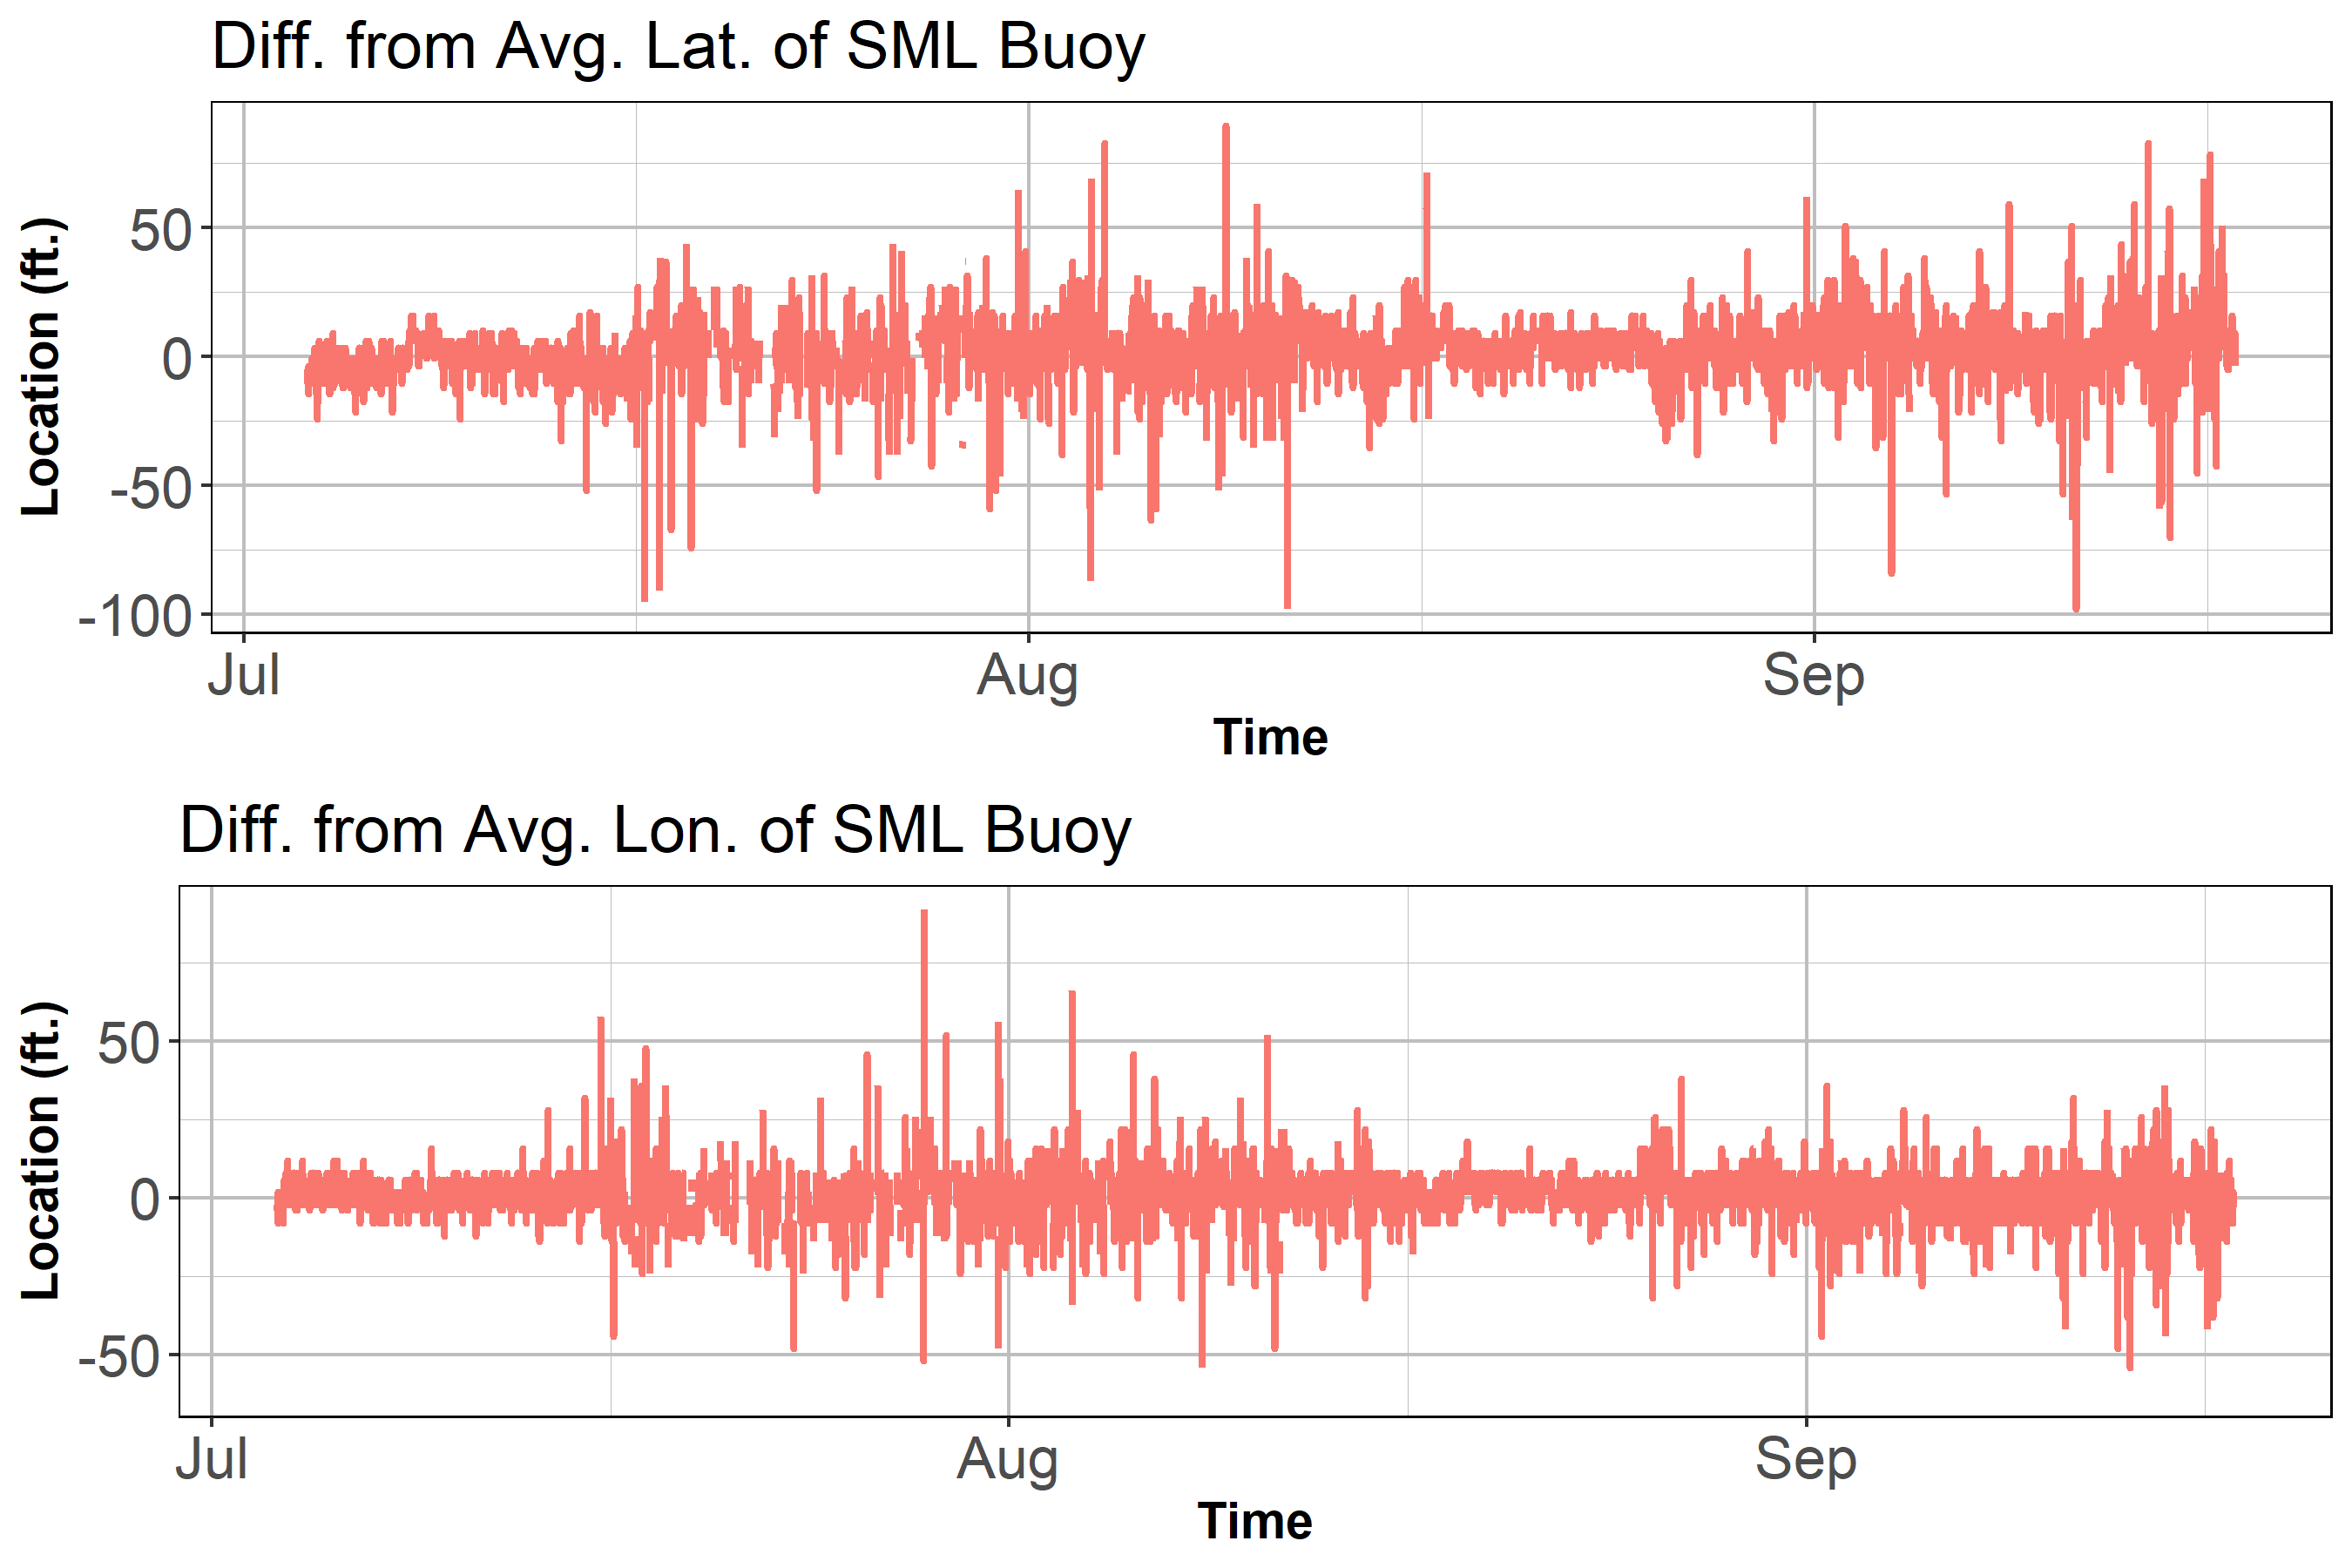 Diff. from Avg. Lat. of SML Buoy
Location (ft.)
50
0
-50
-100
Jul Aug Sep
Time
Diff. from Avg. Lon. of SML Buoy
Location (ft.)
50
0
-50
Jul Aug Sep
Time